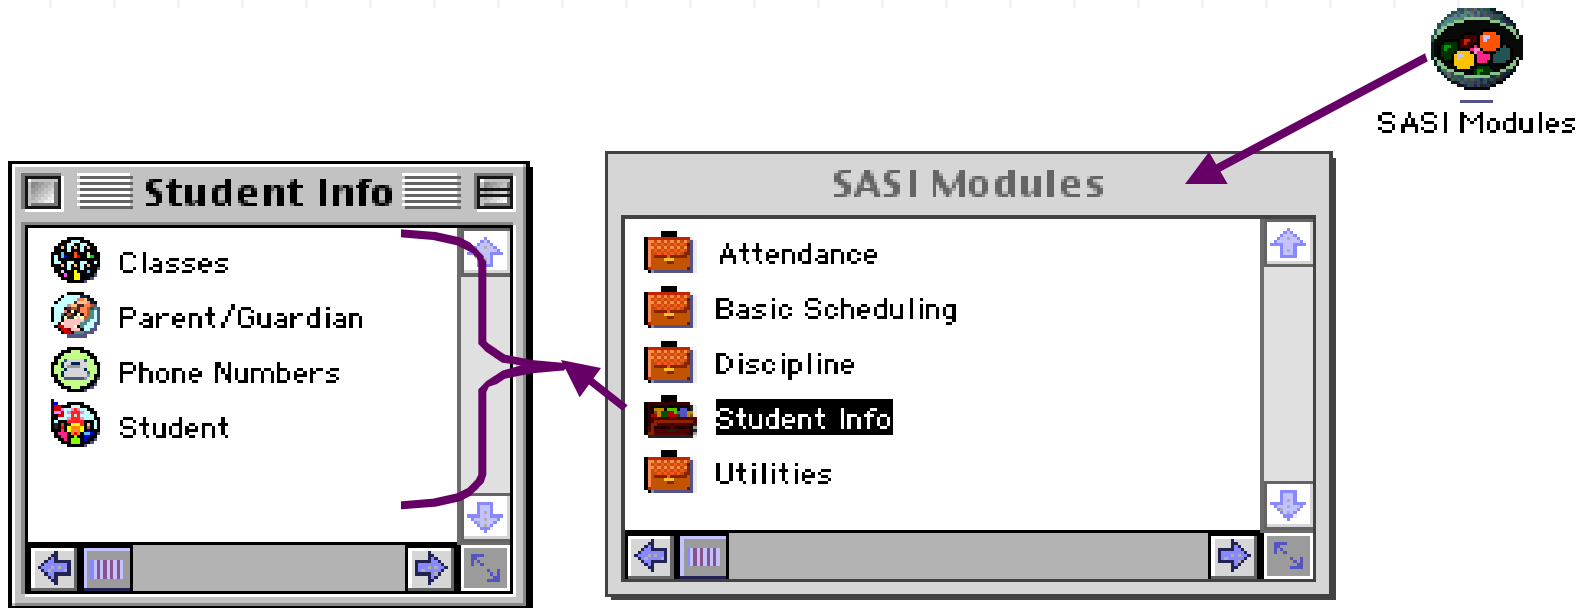 SASI Modules
Student Info
Classes
Parent/Guardian
Phone Numbers
Student
SASI Modules
Attendance
Basic Scheduling
Discipline
Student Info
Utilities